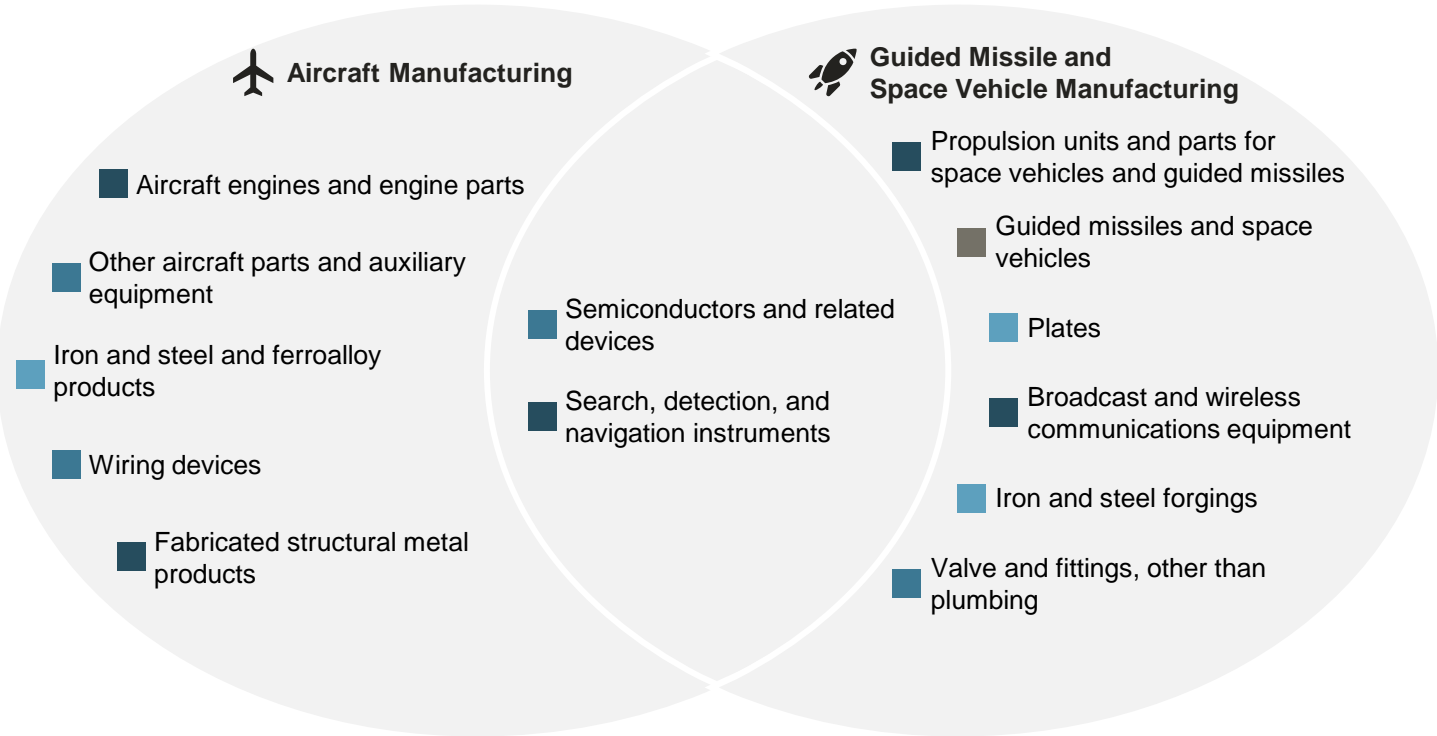 Aircraft Manufacturing
Aircraft engines and engine parts
Other aircraft parts and auxiliary
equipment
Iron and steel and ferroalloy
products
Wiring devices
Fabricated structural metal
products
Semiconductors and related
devices
Search, detection, and
navigation instruments
Guided Missile and
Space Vehicle Manufacturing
Propulsion units and parts for
space vehicles and guided missiles
Guided missiles and space
vehicles
Plates
Broadcast and wireless
communications equipment
Iron and steel forgings
Valve and fittings, other than
plumbing